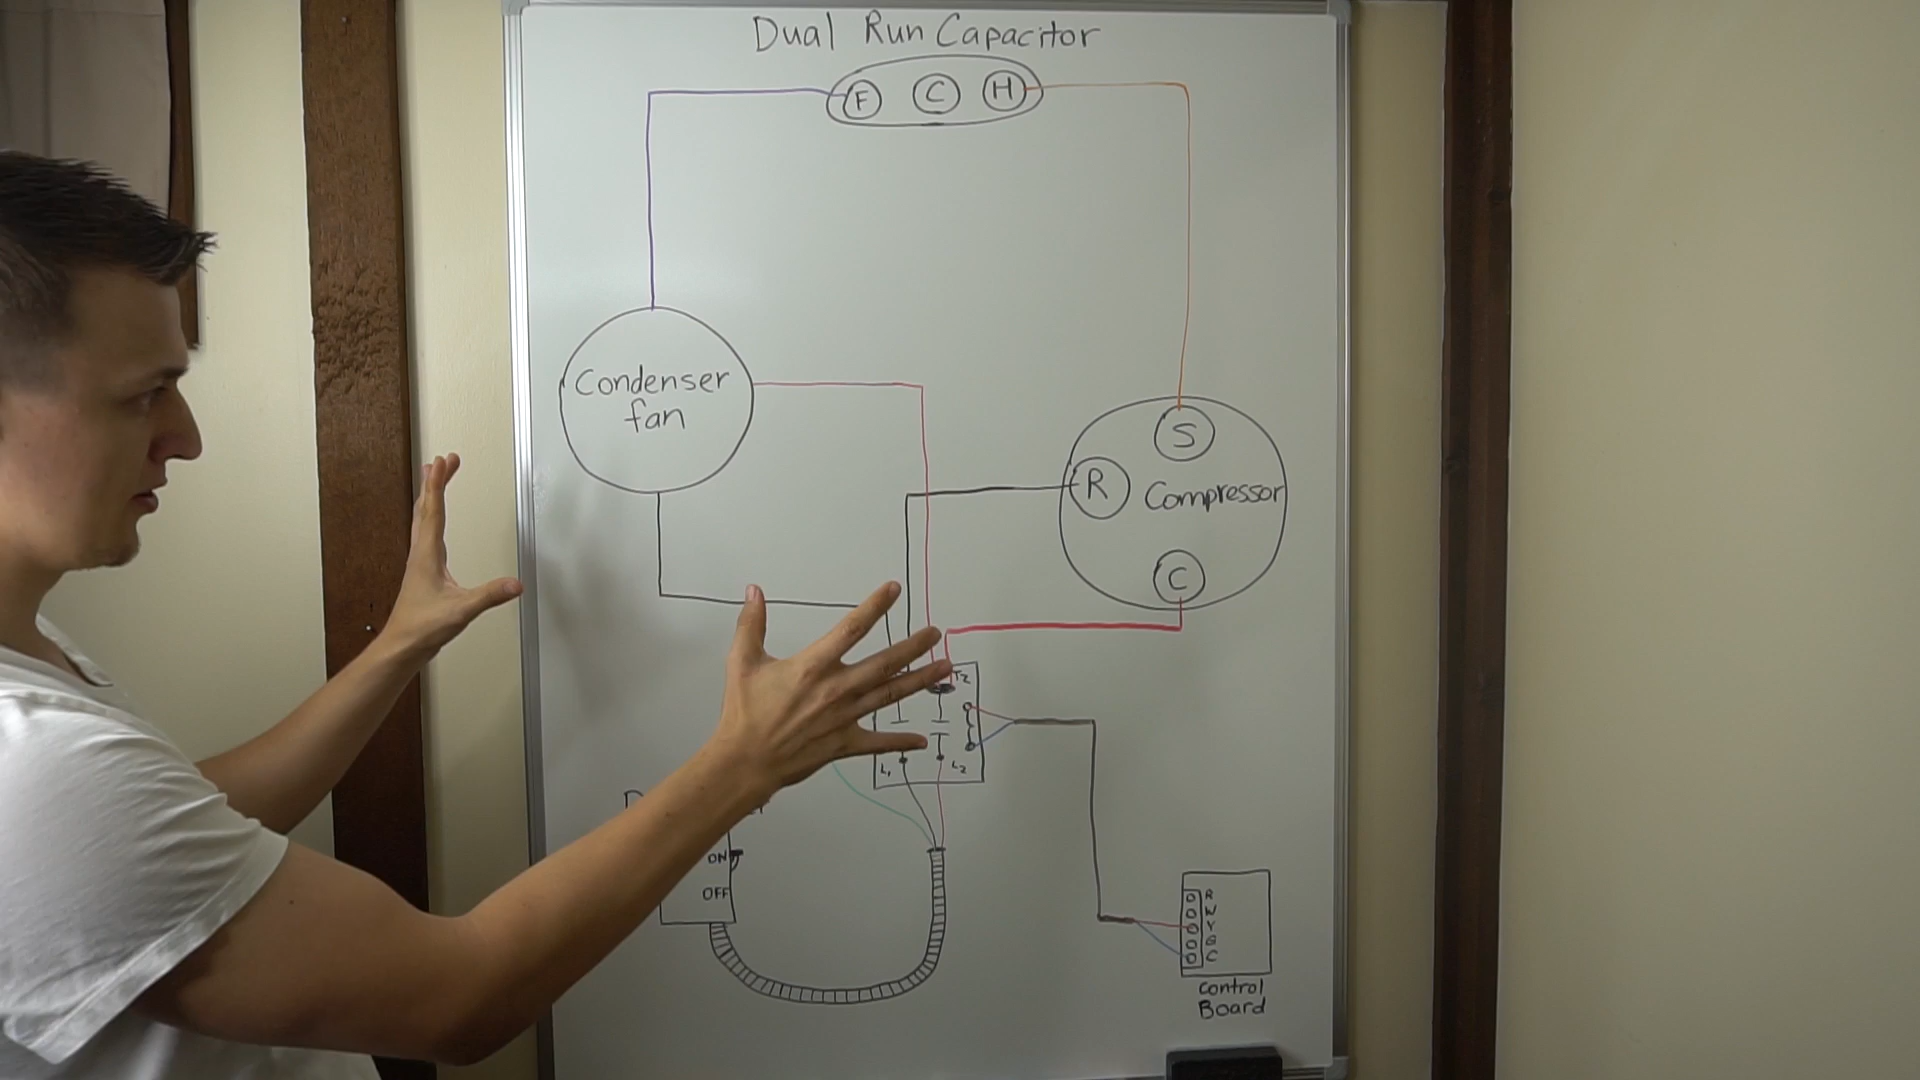 Dual Run Capacitor
F C H
Condenser
fan
S
R Compressor
C
T2
L1 L2
ON
OFF
R
W
Y
G
C
Control
Board